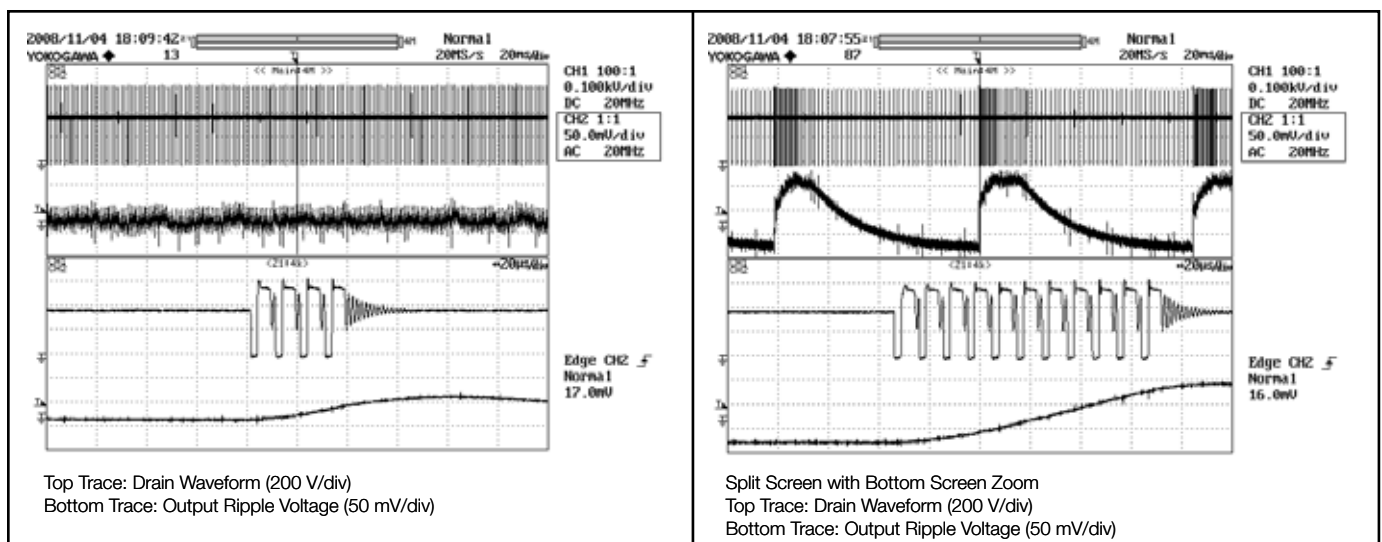 2008/11/04 18:09:42
Normal
YOKOGAWA ◆ 13
20MS/s 20ms/div
<< Main:4M >>
CH1 100:1
0.100kV/div
DC 20MHz
CH2 1:1
50.0mV/div
AC 20MHz
20µs/div
Edge CH2
Normal
17.0mV
Top Trace: Drain Waveform (200 V/div)
Bottom Trace: Output Ripple Voltage (50 mV/div)
2008/11/04 18:07:55
Normal
YOKOGAWA ◆ 87
20MS/s 20ms/div
<< Main:4M >>
CH1 100:1
0.100kV/div
DC 20MHz
CH2 1:1
50.0mV/div
AC 20MHz
20µs/div
Edge CH2
Normal
16.0mV
Split Screen with Bottom Screen Zoom
Top Trace: Drain Waveform (200 V/div)
Bottom Trace: Output Ripple Voltage (50 mV/div)